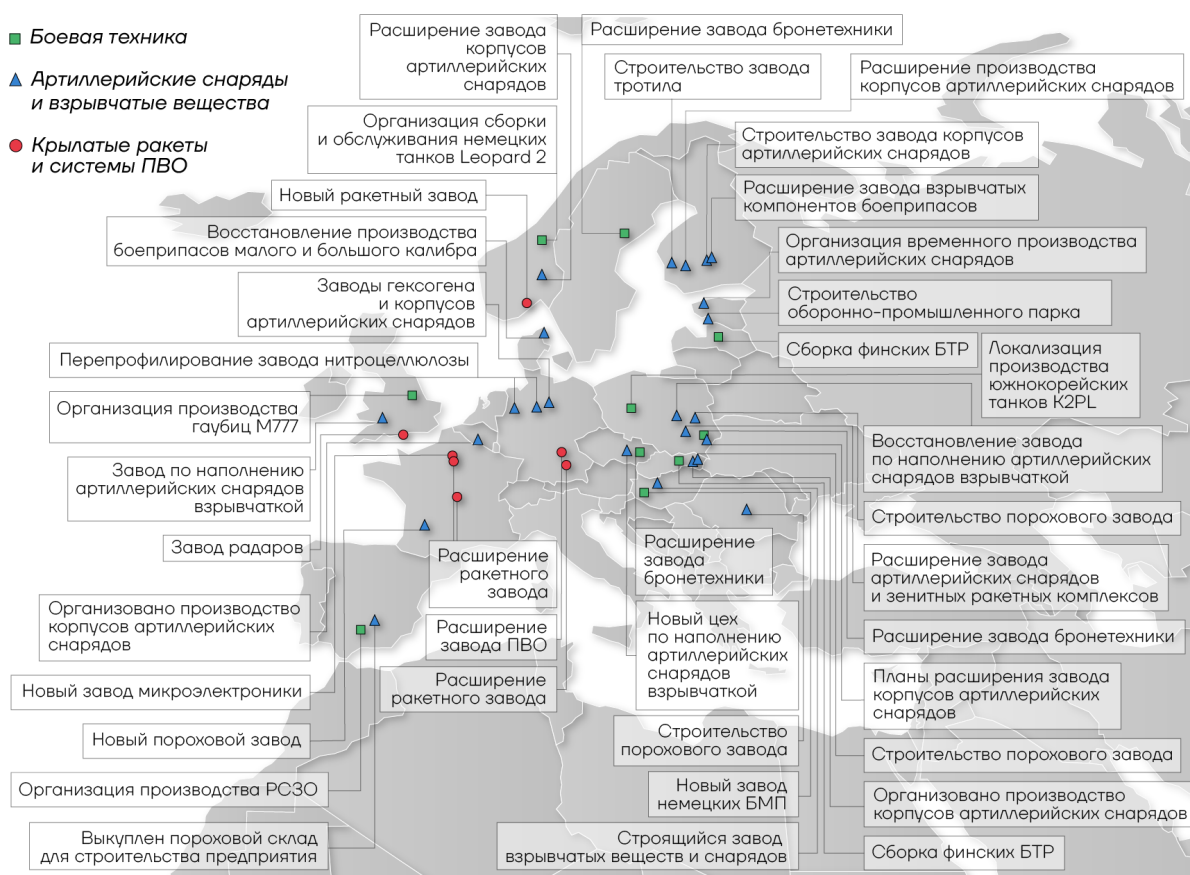 Боевая техника
Артиллерийские снаряды
и взрывчатые вещества
Крылатые ракеты
и системы ПВО
Расширение завода
корпусов
артиллерийских
снарядов
Расширение завода бронетехники
Строительство завода
тротила
Расширение производства
корпусов артиллерийских снарядов
Организация сборки
и обслуживания немецких
танков Leopard 2
Строительство завода корпусов
артиллерийских снарядов
Новый ракетный завод
Расширение завода взрывчатых
компонентов боеприпасов
Восстановление производства
боеприпасов малого и большого калибра
Организация временного производства
артиллерийских снарядов
Заводы гексогена
и корпусов
артиллерийских снарядов
Строительство
оборонно-промышленного парка
Перепрофилирование завода нитроцеллюлозы
Сборка финских БТР
Локализация
производства
южнокорейских
танков K2PL
Организация производства
гаубиц М777
Восстановление завода
по наполнению артиллерийских
снарядов взрывчаткой
Завод по наполнению
артиллерийских снарядов
взрывчаткой
Строительство порохового завода
Завод радаров
Расширение
ракетного
завода
Расширение
завода
бронетехники
Расширение завода
артиллерийских снарядов
и зенитных ракетных комплексов
Организовано производство
корпусов артиллерийских
снарядов
Расширение
завода ПВО
Новый цех
по наполнению
артиллерийских
снарядов
взрывчаткой
Расширение завода бронетехники
Новый завод микроэлектроники
Расширение
ракетного завода
Планы расширения завода
корпусов артиллерийских
снарядов
Новый пороховой завод
Строительство
порохового завода
Строительство порохового завода
Организация производства РСЗО
Новый завод
немецких БМП
Организовано производство
корпусов артиллерийских снарядов
Выкуплен пороховой склад
для строительства предприятия
Строящийся завод
взрывчатых веществ и снарядов
Сборка финских БТР